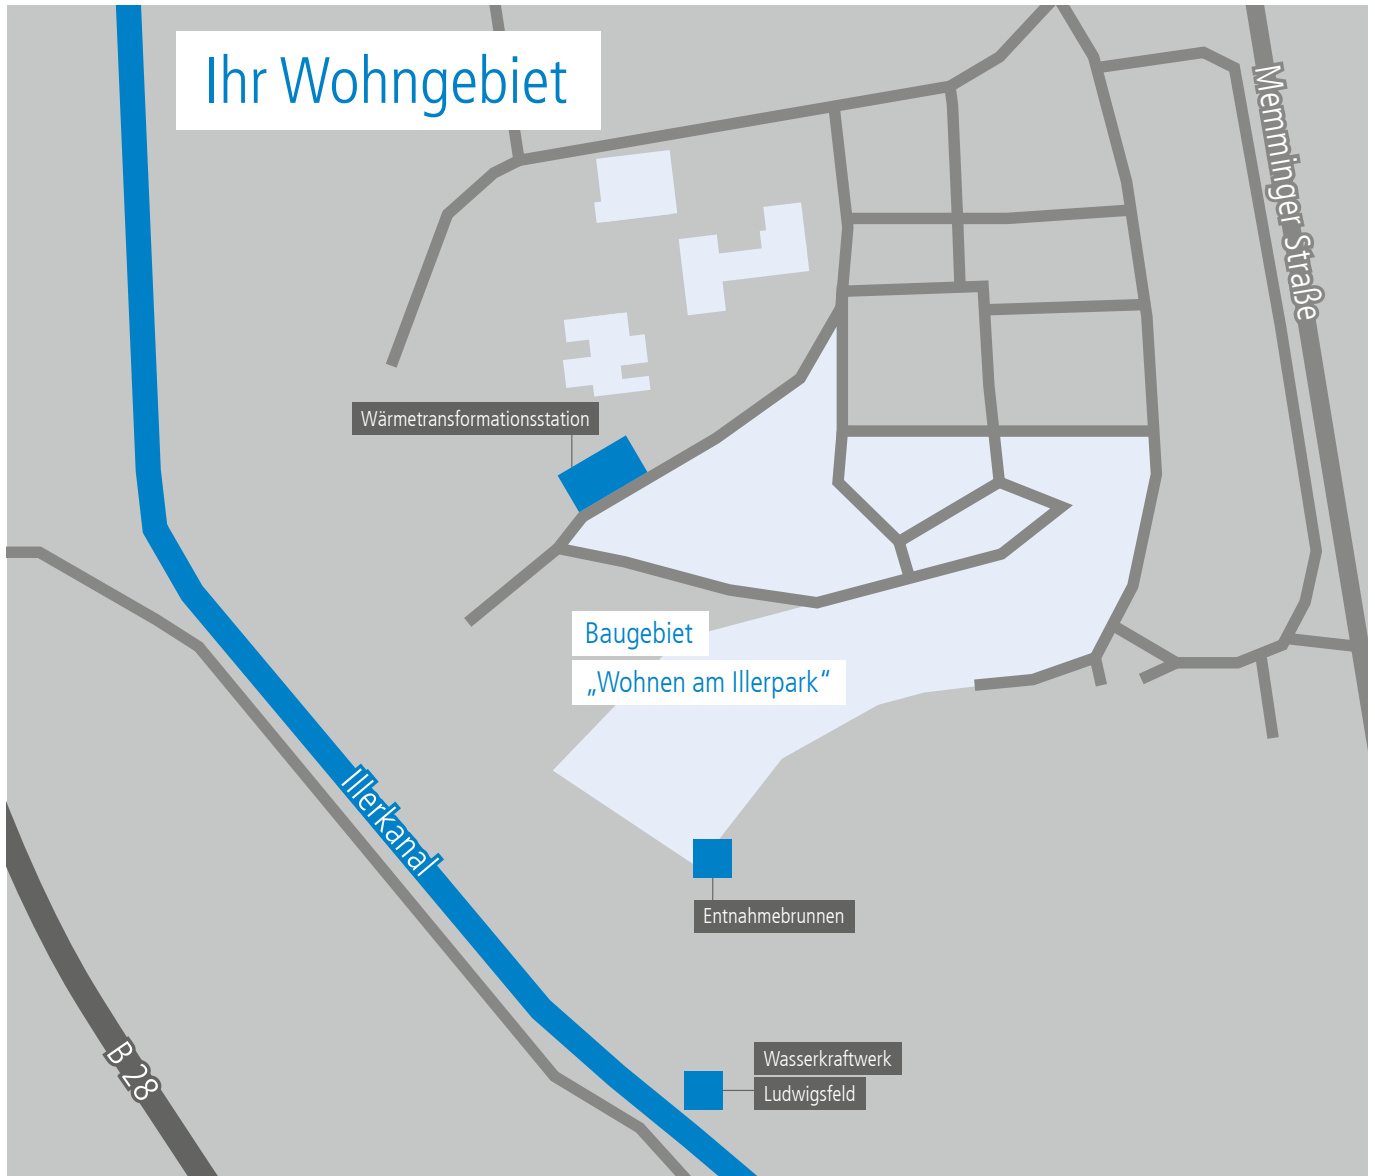 Ihr Wohngebiet
Memminger Straße
Wärmetransformationsstation
Baugebiet
„Wohnen am Illerpark“
Illerkanal
Entnahmebrunnen
B 28
Wasserkraftwerk
Ludwigsfeld